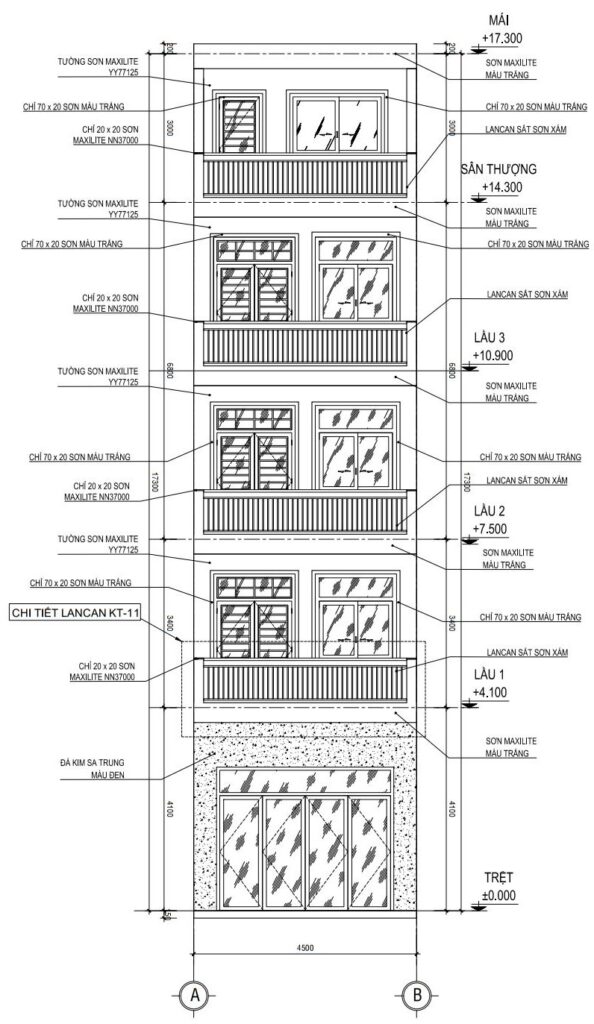 MÁI
+17.300
200
200
TƯỜNG SƠN MAXILITE
YY77125
SƠN MAXILITE
MÀU TRẮNG
CHỈ 70 x 20 SƠN MÀU TRẮNG
CHỈ 70 x 20 SƠN MÀU TRẮNG
CHỈ 20 x 20 SƠN
MAXILITE NN37000
3000
3000
LANCAN SẮT SƠN XÁM
SÂN THƯỢNG
+14.300
TƯỜNG SƠN MAXILITE
YY77125
SƠN MAXILITE
MÀU TRẮNG
CHỈ 70 x 20 SƠN MÀU TRẮNG
CHỈ 70 x 20 SƠN MÀU TRẮNG
CHỈ 20 x 20 SƠN
MAXILITE NN37000
LANCAN SẮT SƠN XÁM
LẦU 3
+10.900
TƯỜNG SƠN MAXILITE
YY77125
6800
6800
SƠN MAXILITE
MÀU TRẮNG
CHỈ 70 x 20 SƠN MÀU TRẮNG
CHỈ 70 x 20 SƠN MÀU TRẮNG
17300
17300
CHỈ 20 x 20 SƠN
MAXILITE NN37000
LANCAN SẮT SƠN XÁM
LẦU 2
+7.500
TƯỜNG SƠN MAXILITE
YY77125
SƠN MAXILITE
MÀU TRẮNG
CHỈ 70 x 20 SƠN MÀU TRẮNG
CHI TIẾT LANCAN KT-11
3400
3400
CHỈ 70 x 20 SƠN MÀU TRẮNG
CHỈ 20 x 20 SƠN
MAXILITE NN37000
LANCAN SẮT SƠN XÁM
LẦU 1
+4.100
SƠN MAXILITE
MÀU TRẮNG
ĐÁ KIM SA TRUNG
MÀU ĐEN
4100
4100
TRỆT
±0.000
150
4500
A
B